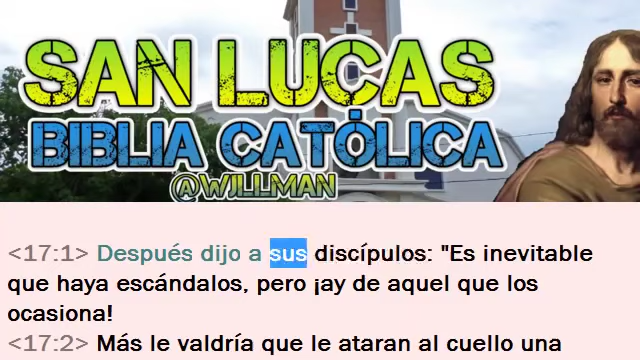 SAN LUCAS
BIBLIA CATÓLICA
@WJLLMAN
<17:1> Después dijo a sus discípulos: "Es inevitable
que haya escándalos, pero ¡ay de aquel que los
ocasiona!
<17:2> Más le valdría que le ataran al cuello una